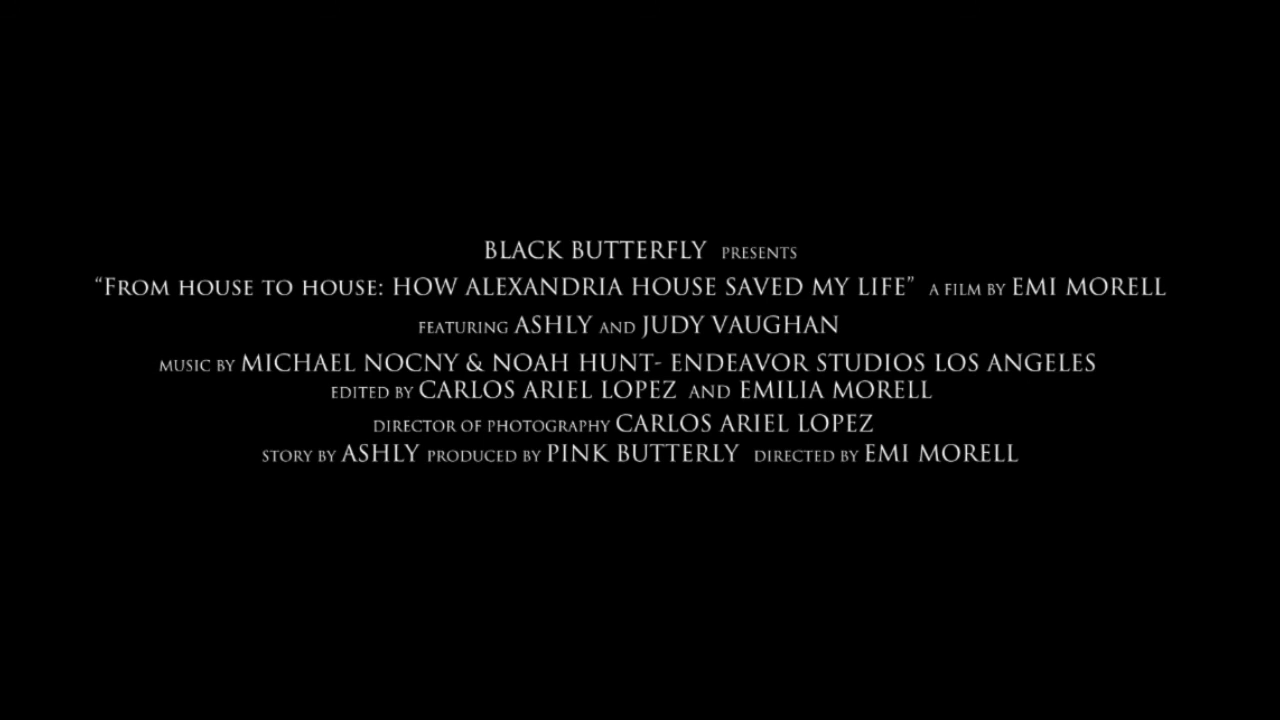 BLACK BUTTERFLY PRESENTS
“FROM HOUSE TO HOUSE: HOW ALEXANDRIA HOUSE SAVED MY LIFE” A FILM BY EMI MORELL
FEATURING ASHLY AND JUDY VAUGHAN
MUSIC BY MICHAEL NOCNY & NOAH HUNT- ENDEAVOR STUDIOS LOS ANGELES
EDITED BY CARLOS ARIEL LOPEZ AND EMILIA MORELL
DIRECTOR OF PHOTOGRAPHY CARLOS ARIEL LOPEZ
STORY BY ASHLY PRODUCED BY PINK BUTTERLY DIRECTED BY EMI MORELL